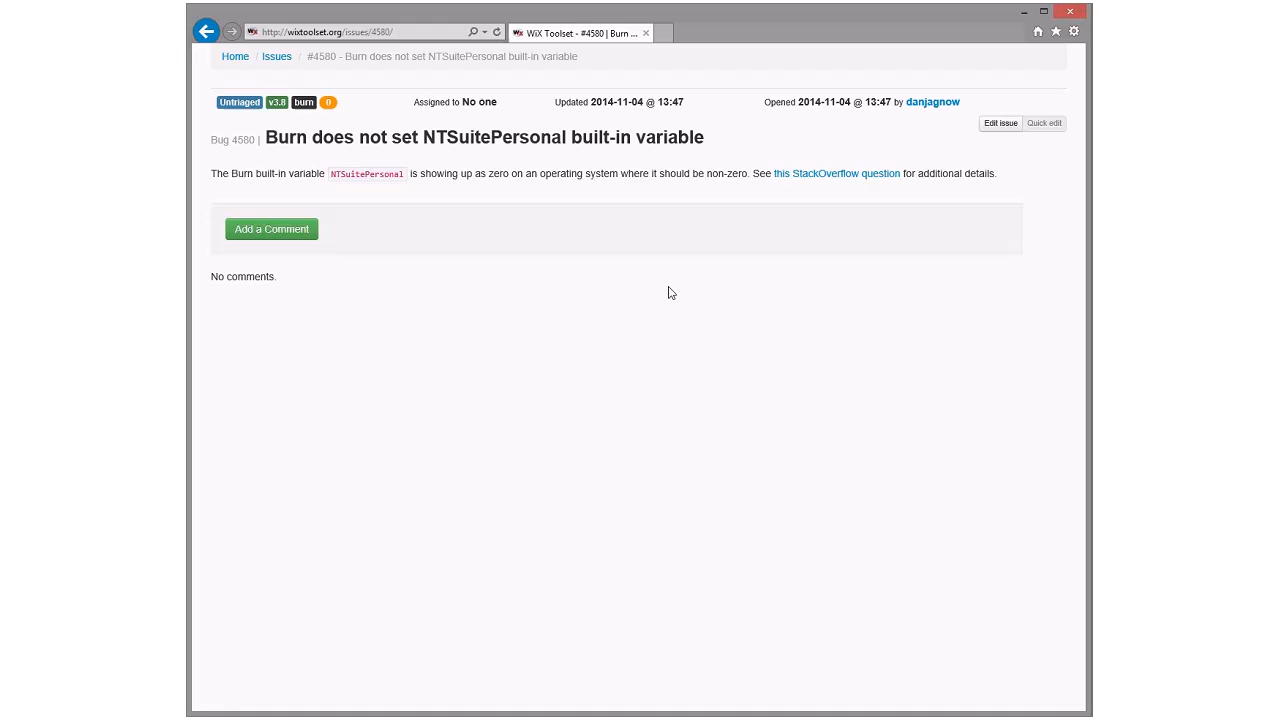 http://wixtoolset.org/issues/4580/
WiX Toolset - #4580 | Burn ...
Home / Issues / #4580 - Burn does not set NTSuitePersonal built-in variable
Untriaged v3.8 burn 0 Assigned to No one Updated 2014-11-04 @ 13:47 Opened 2014-11-04 @ 13:47 by danjagnow
Edit issue Quick edit
Bug 4580 | Burn does not set NTSuitePersonal built-in variable
The Burn built-in variable NTSuitePersonal is showing up as zero on an operating system where it should be non-zero. See this StackOverflow question for additional details.
Add a Comment
No comments.